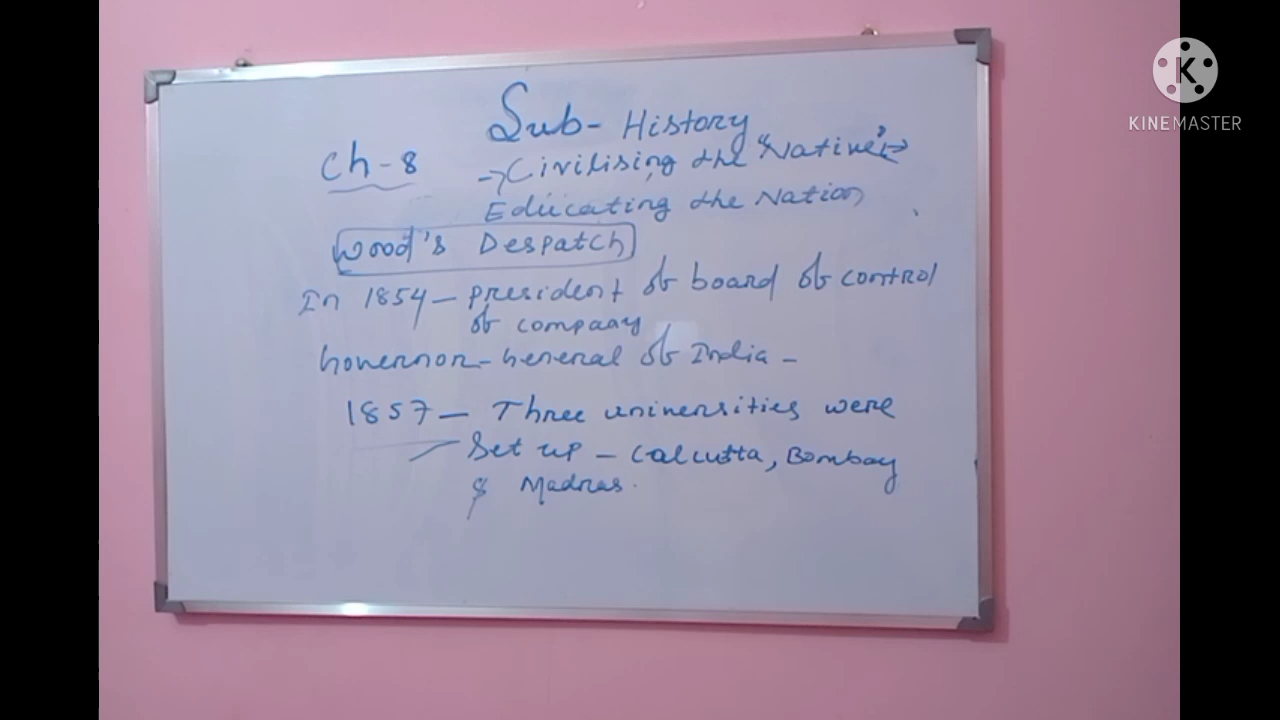 Sub- History
Ch-8 → Civilising the "Native",
Educating the Nation
Wood's Despatch
In 1854 - president of board of control
of company
Governor-General of India -
1857 - Three universities were
Set up - Calcutta, Bombay
& Madras.
K
KINEMASTER